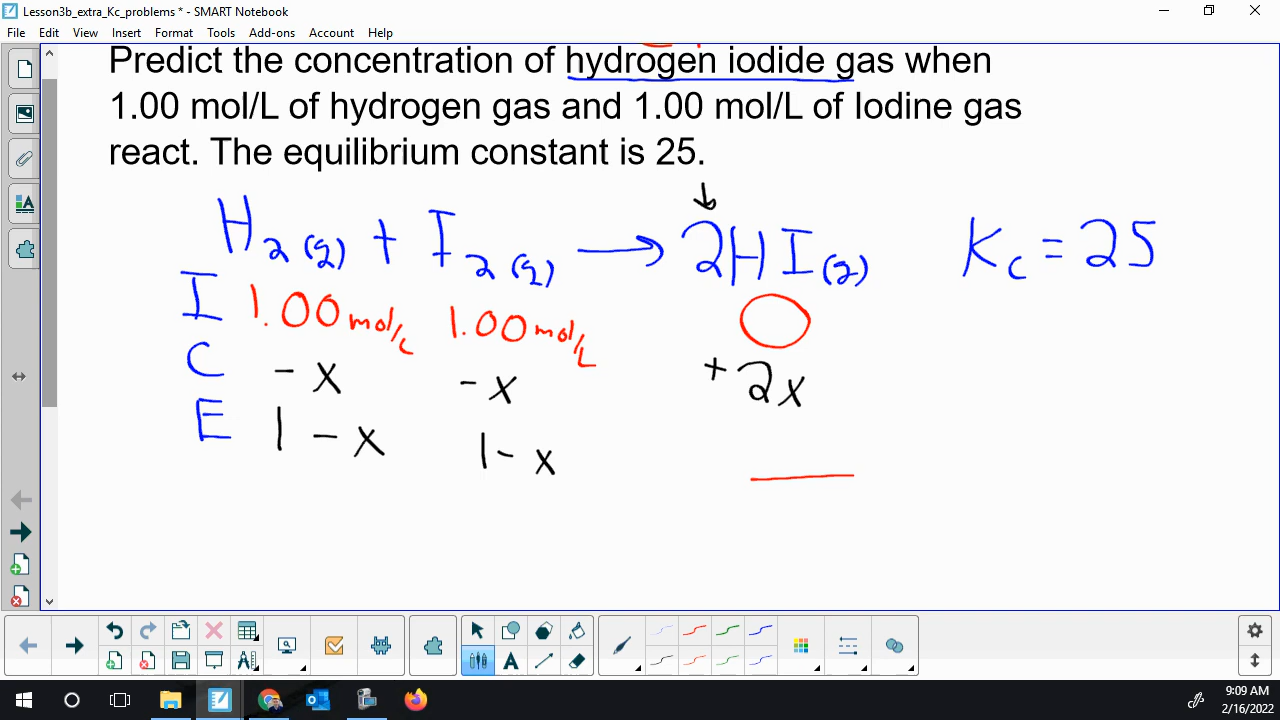 Lesson3b_extra_Kc_problems * - SMART Notebook
File Edit View Insert Format Tools Add-ons Account Help
Predict the concentration of hydrogen iodide gas when
1.00 mol/L of hydrogen gas and 1.00 mol/L of Iodine gas
react. The equilibrium constant is 25.
H2(g) + I2(g) → 2HI(g) Kc = 25
I 1.00 mol/L 1.00 mol/L 0
C - x - x + 2x
E 1 - x 1 - x
A
9:09 AM
2/16/2022